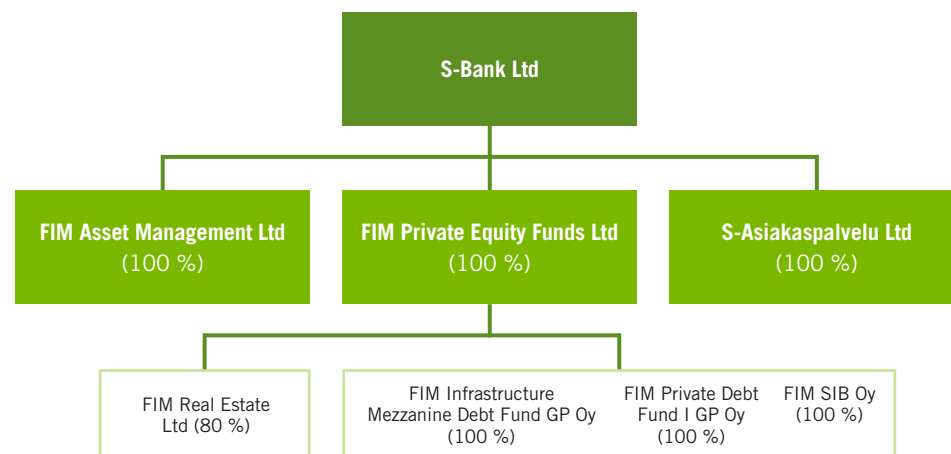 S-Bank Ltd
FIM Asset Management Ltd
(100 %)
FIM Private Equity Funds Ltd
(100 %)
S-Asiakaspalvelu Ltd
(100 %)
FIM Real Estate
Ltd (80 %)
FIM Infrastructure
Mezzanine Debt Fund GP Oy
(100 %)
FIM Private Debt
Fund I GP Oy
(100 %)
FIM SIB Oy
(100 %)